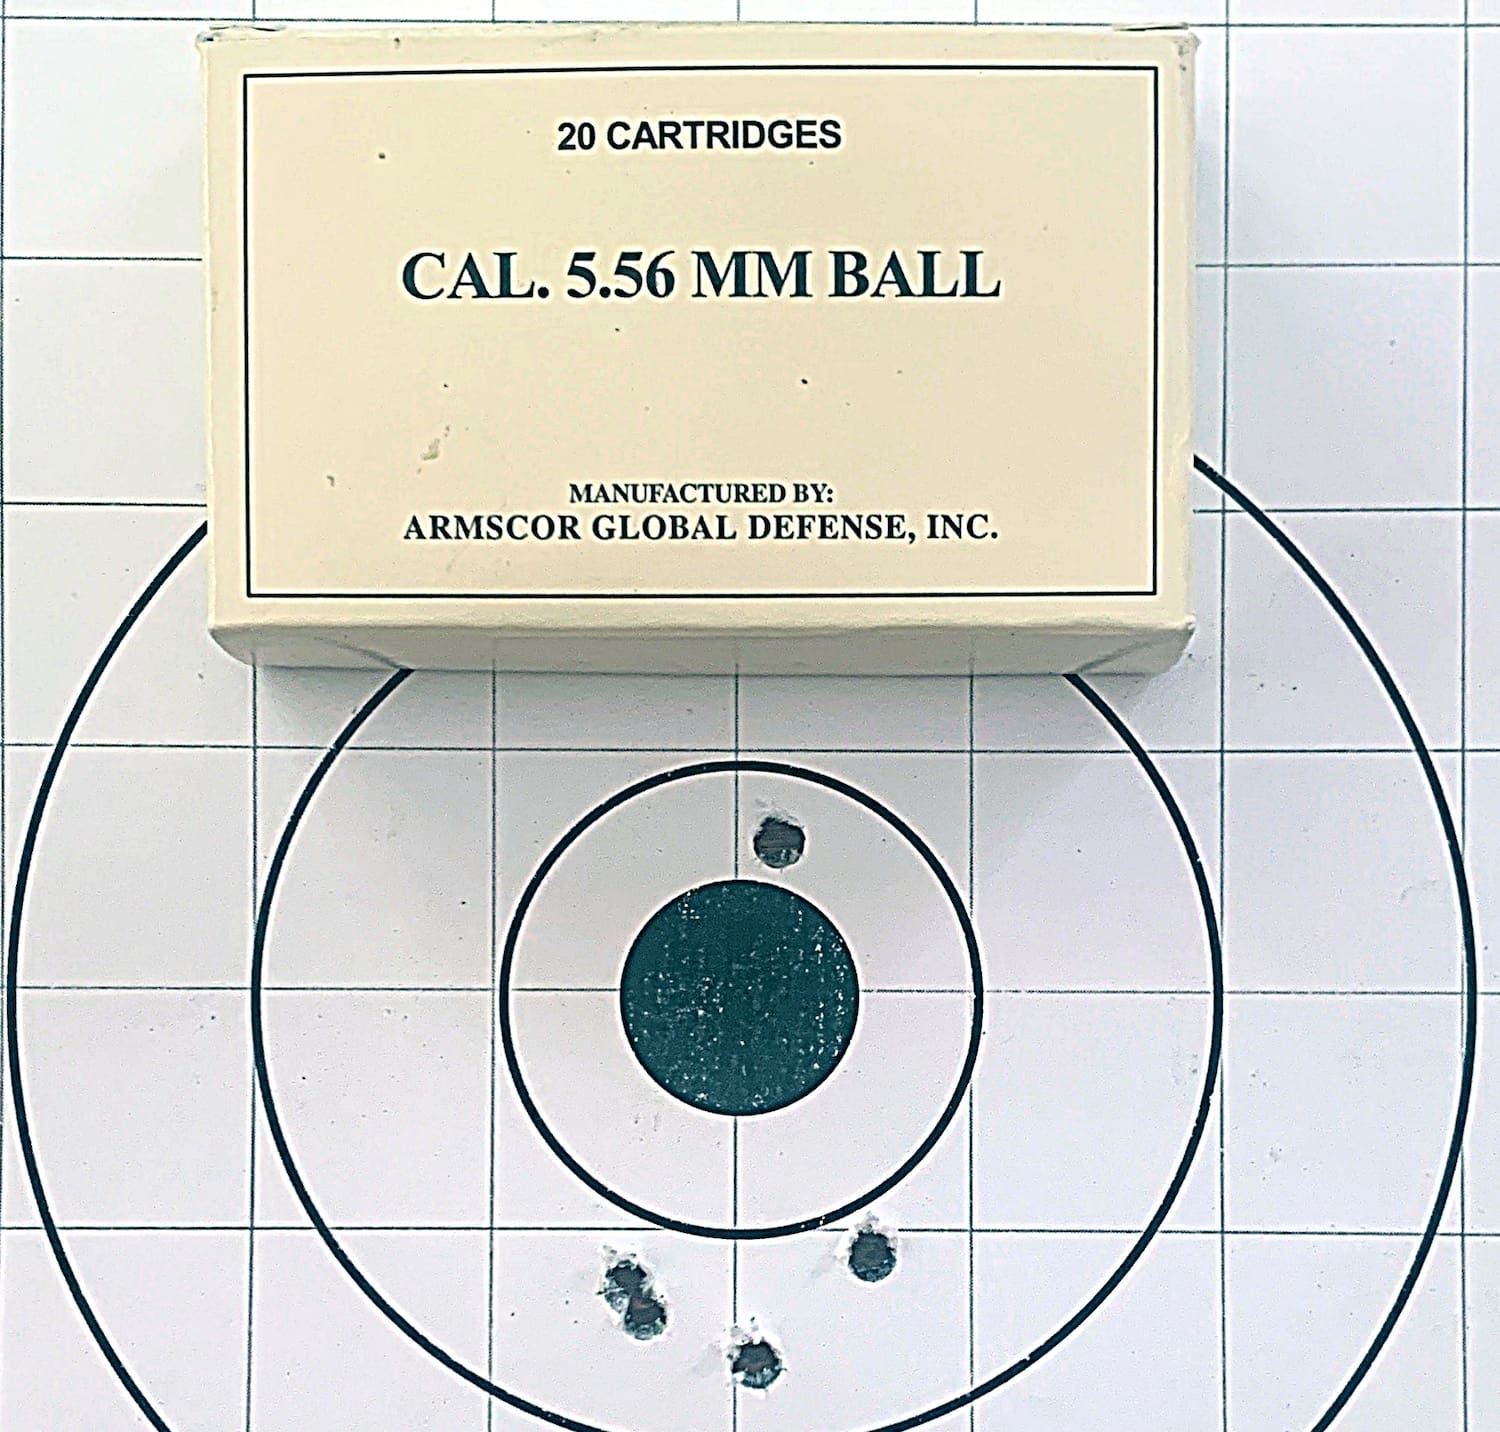 20 CARTRIDGES
CAL. 5.56 MM BALL
MANUFACTURED BY:
ARMSCOR GLOBAL DEFENSE, INC.